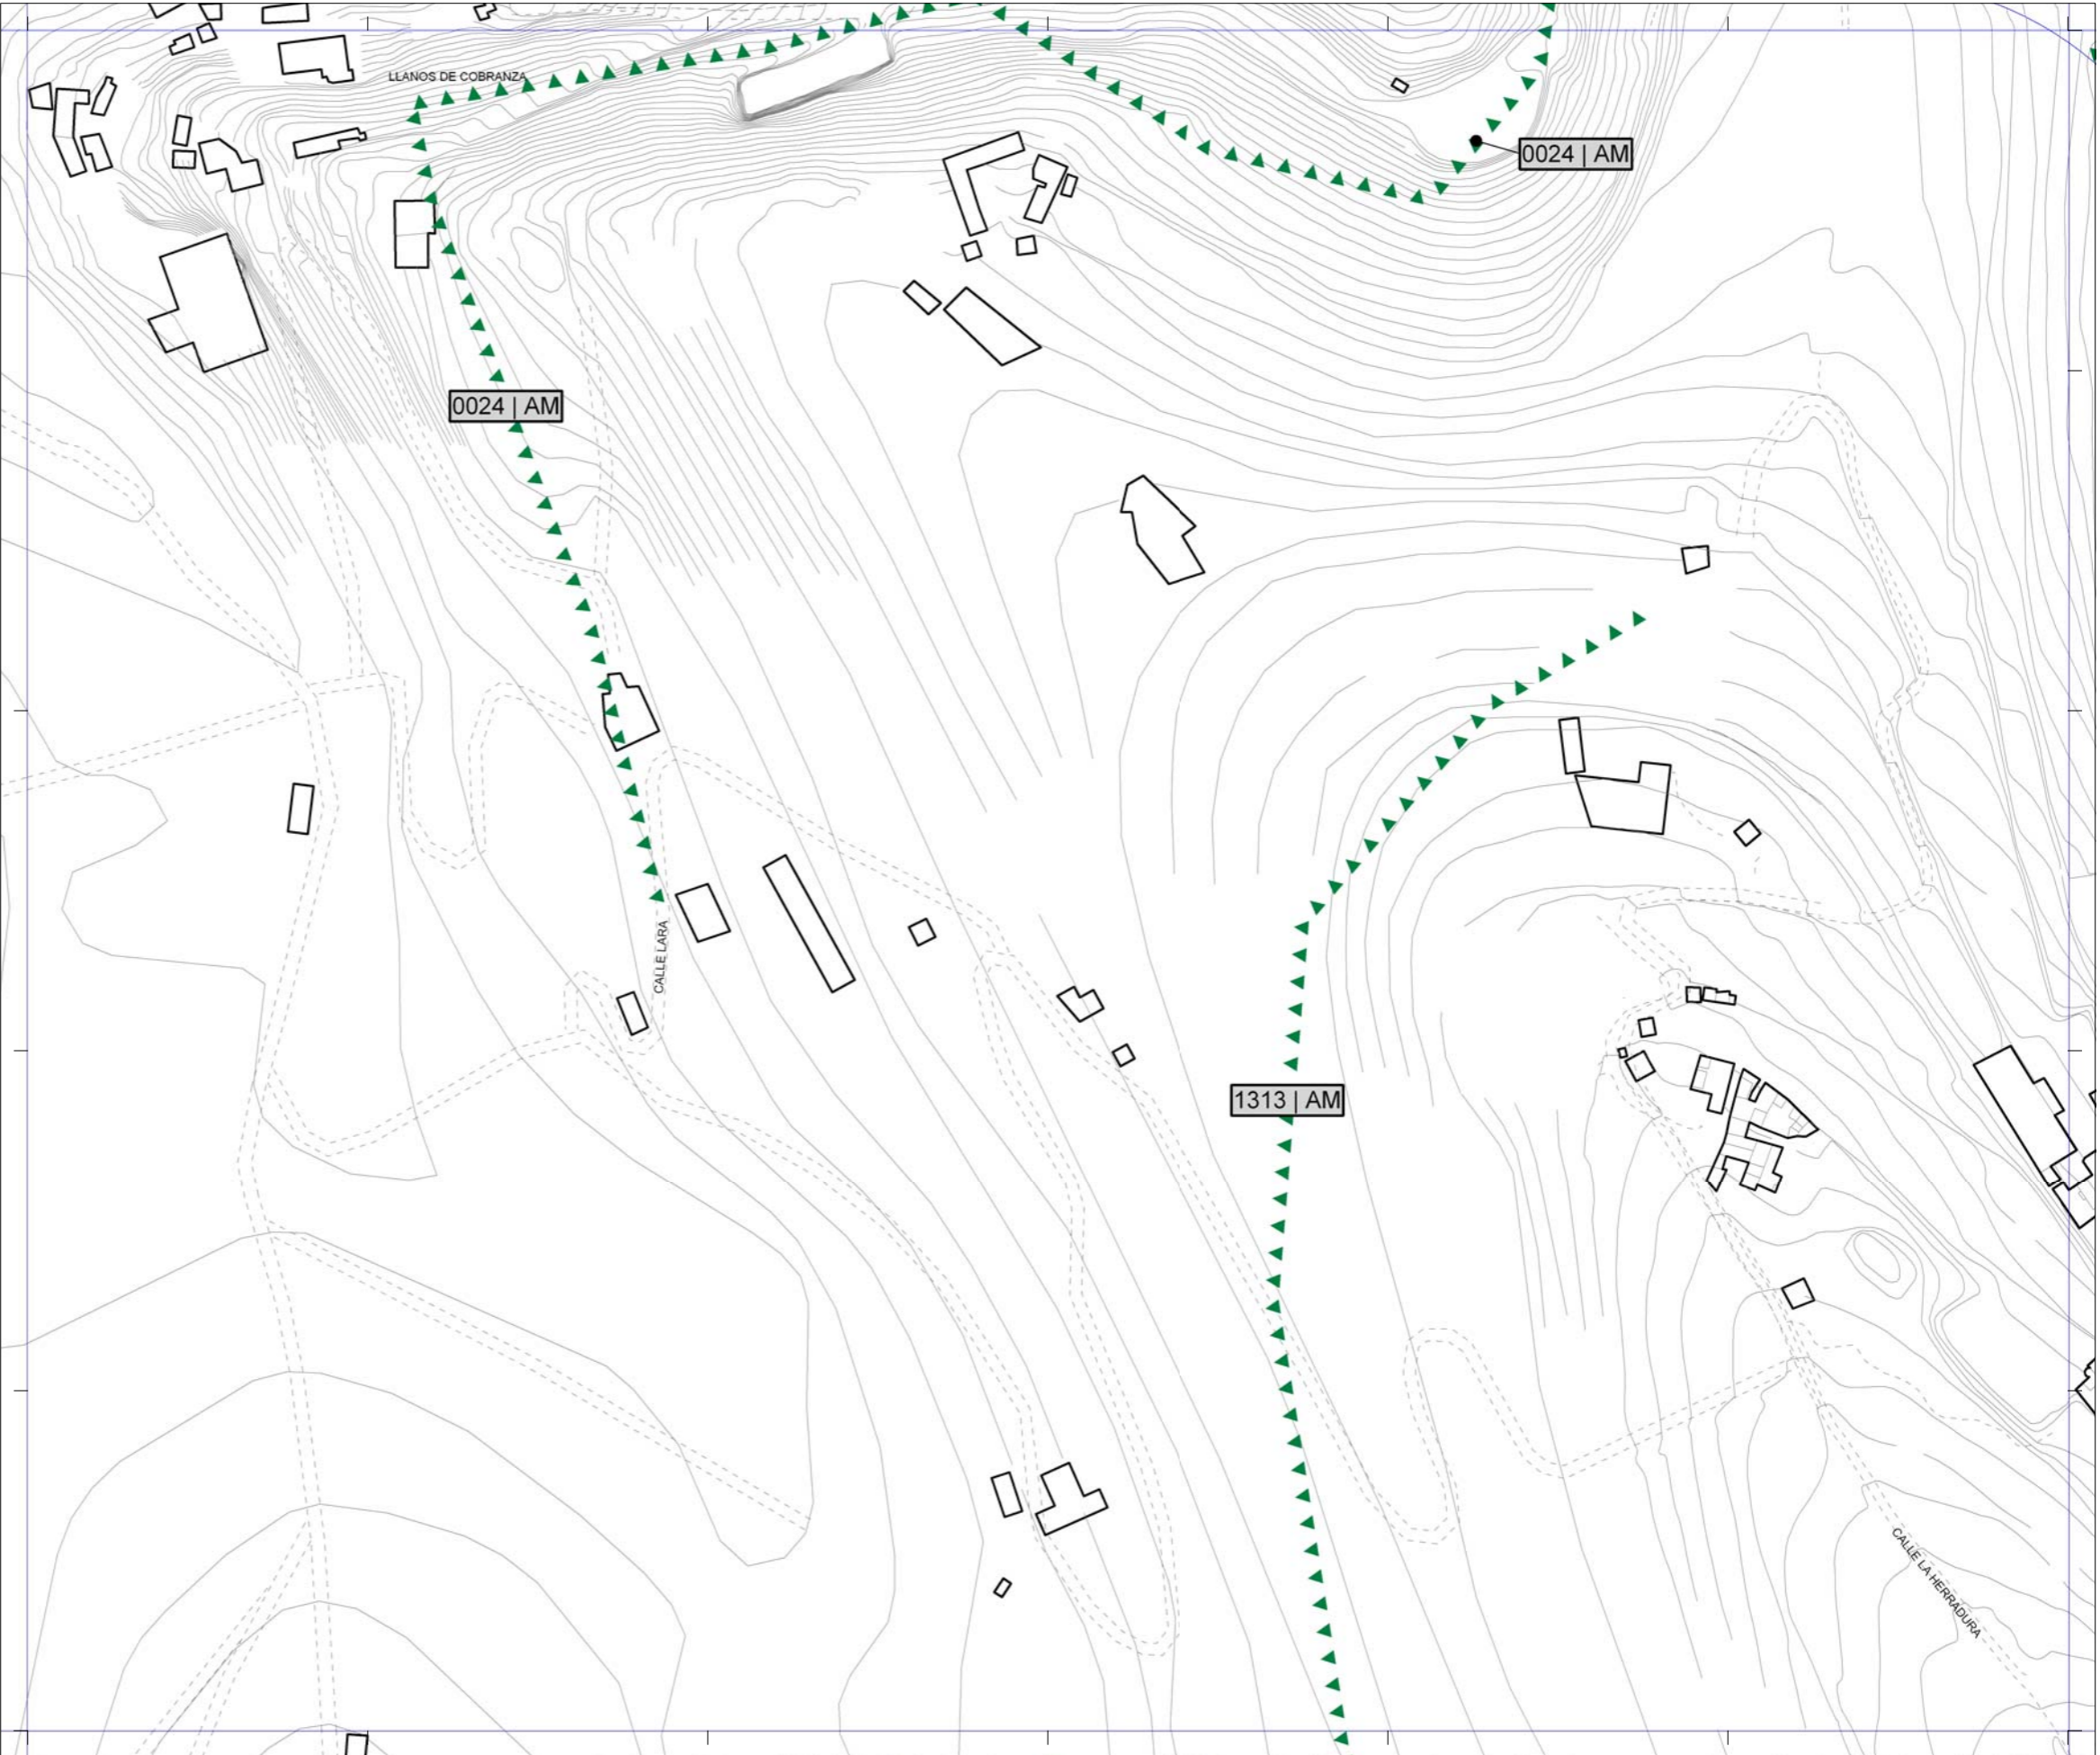 LLANOS DE COBRANZA
0024 | AM
0024 | AM
CALLE LARA
1313 | AM
CALLE LA HERRADURA